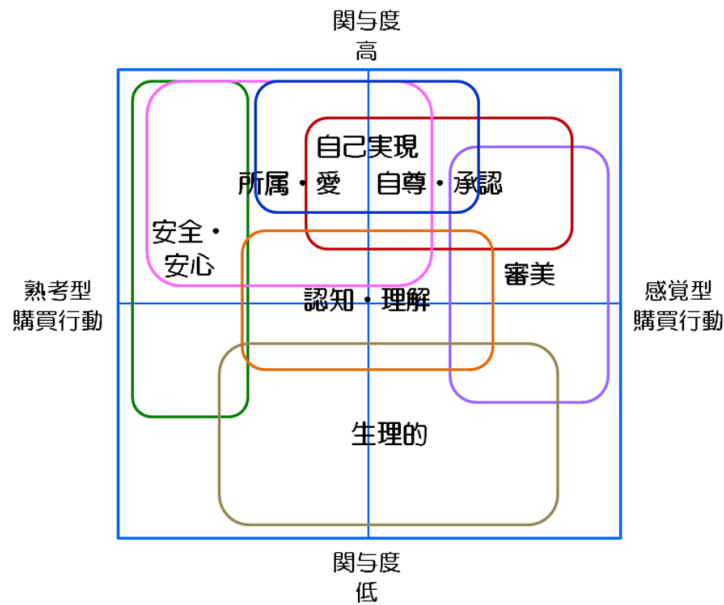 関与度
高
自己実現
所属・愛
自尊・承認
安全・
安心
審美
認知・理解
熟考型
購買行動
感覚型
購買行動
生理的
関与度
低